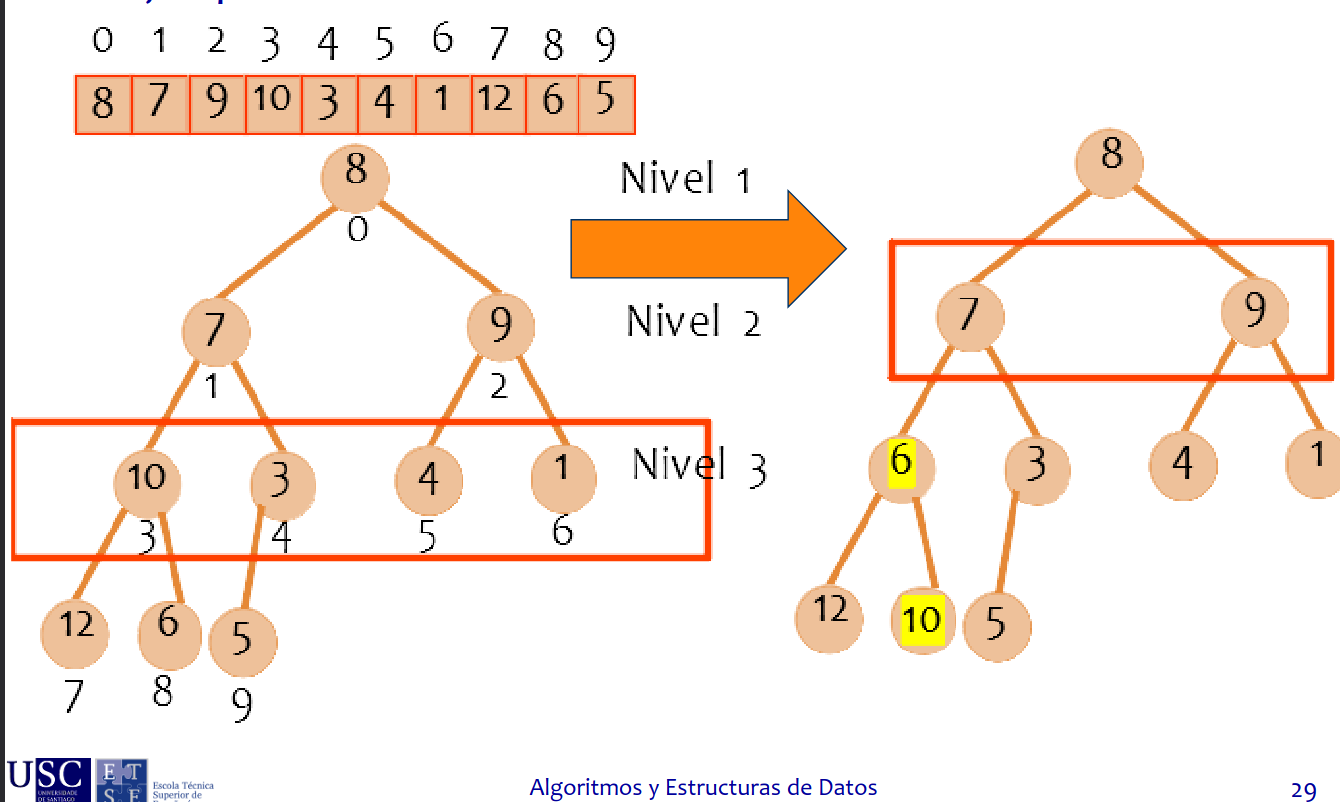 0 1 2 3 4 5 6 7 8 9
8 7 9 10 3 4 1 12 6 5
8
0
Nivel 1
8
7
1
9
2
Nivel 2
7
9
10
3
3
4
4
5
1
6
Nivel 3
6
3
4
1
12
7
6
8
5
9
12
10
5
USC
UNIVERSIDADE
DE SANTIAGO
E T
S E
Escola Técnica
Superior de
Algoritmos y Estructuras de Datos
29